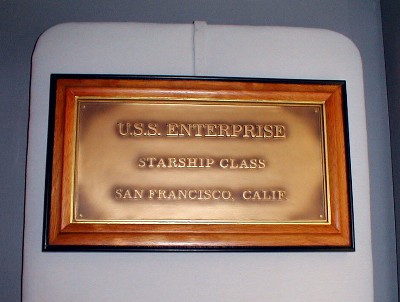 U.S.S. ENTERPRISE
STARSHIP CLASS
SAN FRANCISCO, CALIF